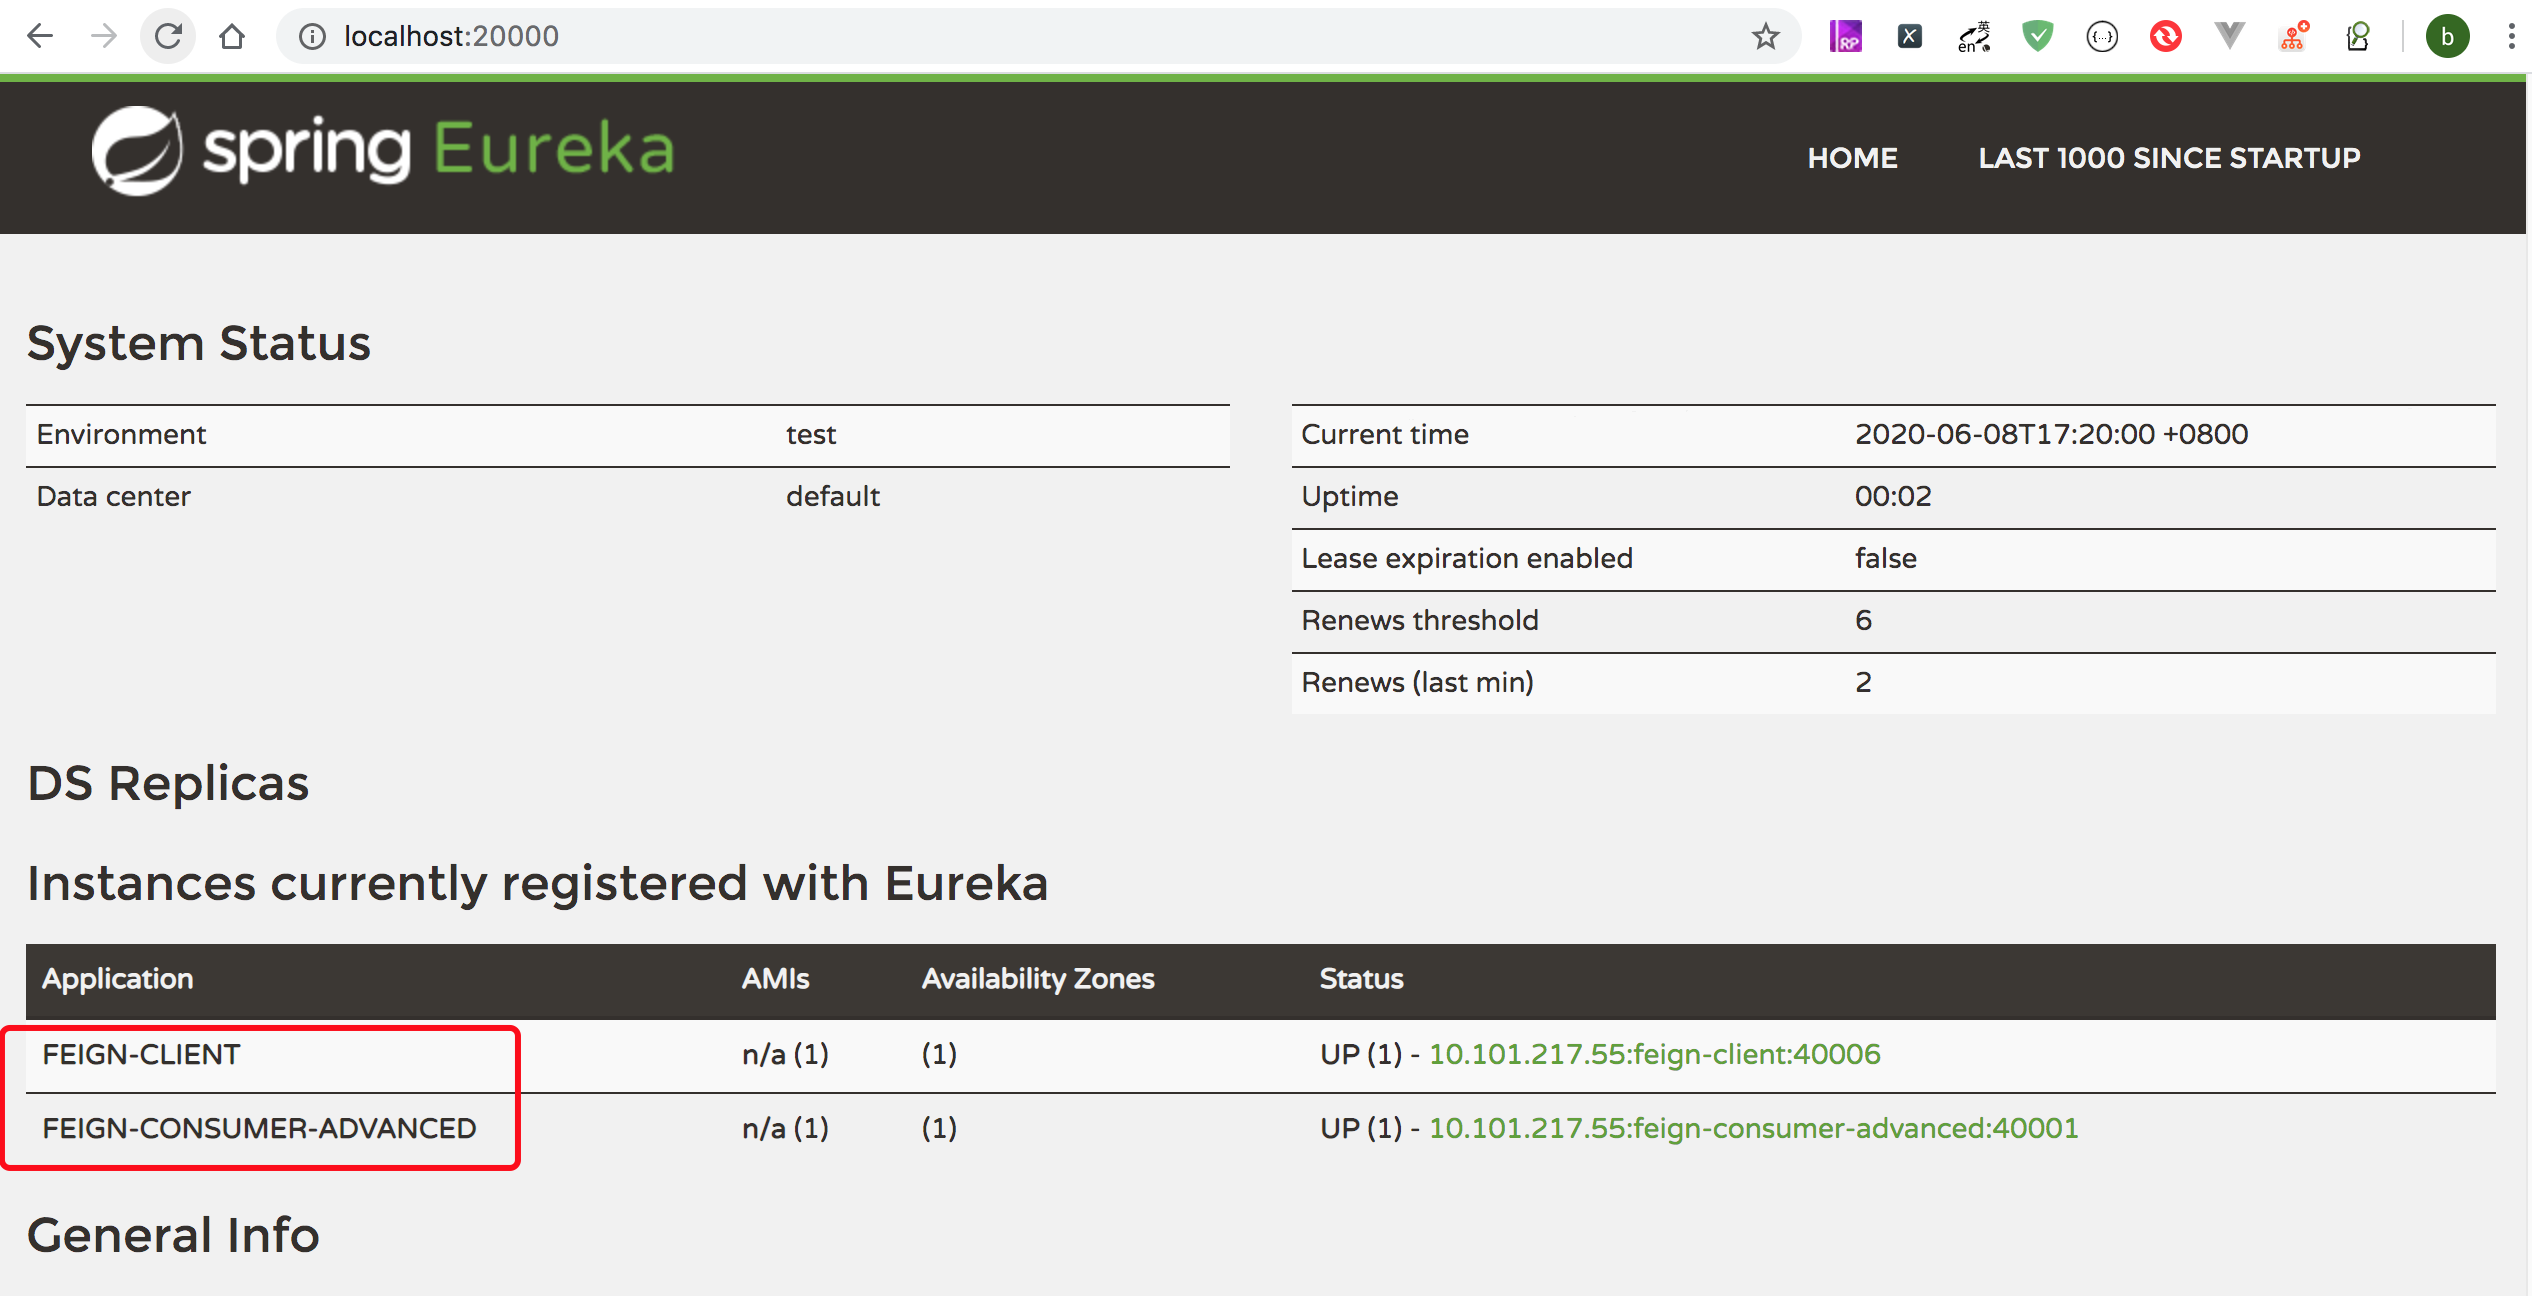 localhost:20000
RP
X
英
en
{...}
b
spring Eureka
HOME
LAST 1000 SINCE STARTUP
System Status
Environment test
Data center default
Current time 2020-06-08T17:20:00 +0800
Uptime 00:02
Lease expiration enabled false
Renews threshold 6
Renews (last min) 2
DS Replicas
Instances currently registered with Eureka
Application AMIs Availability Zones Status
FEIGN-CLIENT n/a (1) (1) UP (1) - 10.101.217.55:feign-client:40006
FEIGN-CONSUMER-ADVANCED n/a (1) (1) UP (1) - 10.101.217.55:feign-consumer-advanced:40001
General Info